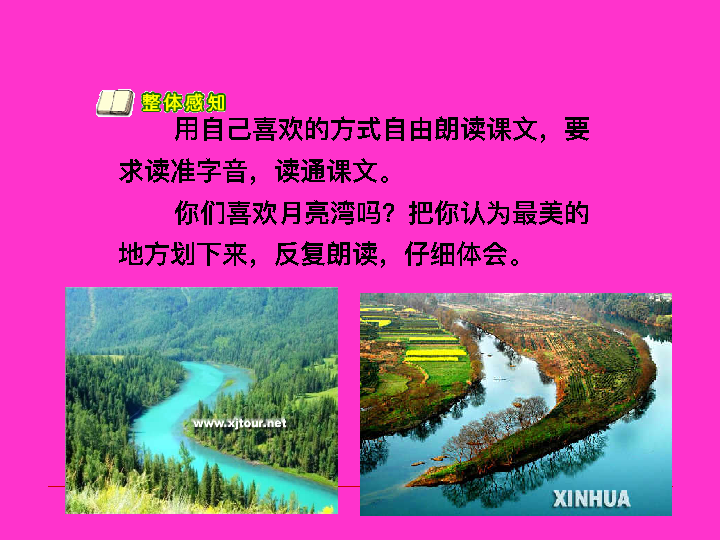 整体感知
用自己喜欢的方式自由朗读课文，要
求读准字音，读通课文。
你们喜欢月亮湾吗？把你认为最美的
地方划下来，反复朗读，仔细体会。
www.xjtour.net
XINHUA